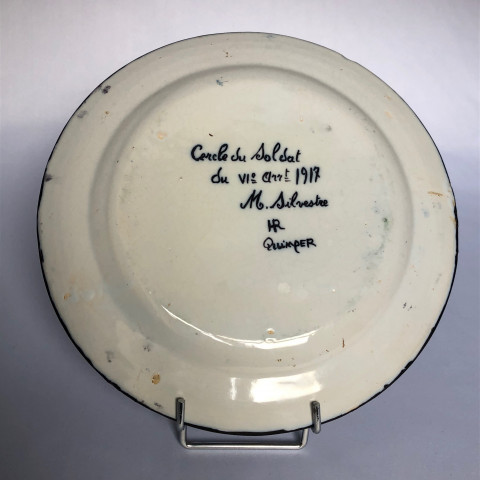 Cercle du Soldat
du VIe Arrt 1917
M. Silvestre
HR
Quimper